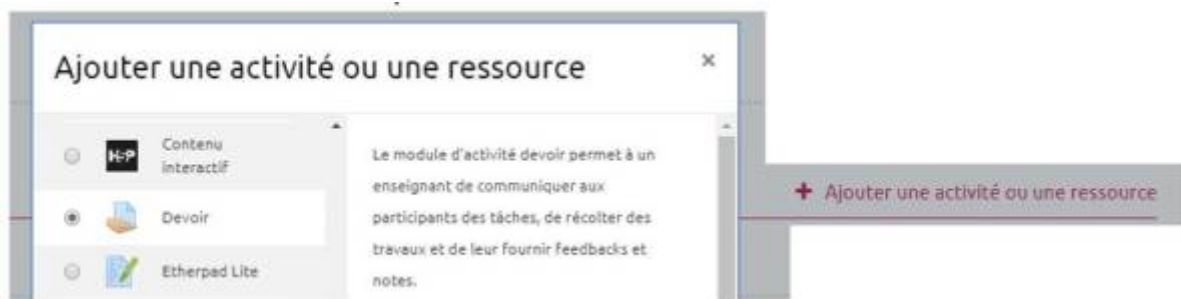 Ajouter une activité ou une ressource ×
H-P Contenu
interactif
Devoir
Etherpad Lite
Le module d'activité devoir permet à un
enseignant de communiquer aux
participants des tâches, de récolter des
travaux et de leur fournir feedbacks et
notes.
+ Ajouter une activité ou une ressource